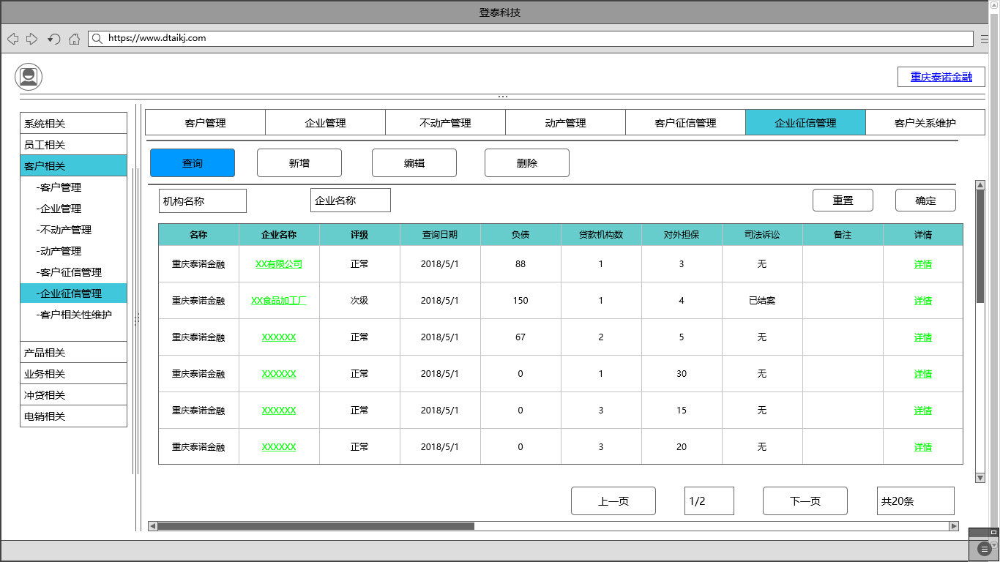 登泰科技
https://www.dtaikj.com
重庆泰诺金融
系统相关
员工相关
客户相关
-客户管理
-企业管理
-不动产管理
-动产管理
-客户征信管理
-企业征信管理
-客户相关性维护
产品相关
业务相关
冲贷相关
电销相关
客户管理 企业管理 不动产管理 动产管理 客户征信管理 企业征信管理 客户关系维护
查询 新增 编辑 删除
机构名称 企业名称 重置 确定
名称 企业名称 评级 查询日期 负债 贷款机构数 对外担保 司法诉讼 备注 详情
重庆泰诺金融 XX有限公司 正常 2018/5/1 88 1 3 无 详情
重庆泰诺金融 XX食品加工厂 次级 2018/5/1 150 1 4 已结案 详情
重庆泰诺金融 XXXXXX 正常 2018/5/1 67 2 5 无 详情
重庆泰诺金融 XXXXXX 正常 2018/5/1 0 1 30 无 详情
重庆泰诺金融 XXXXXX 正常 2018/5/1 0 3 15 无 详情
重庆泰诺金融 XXXXXX 正常 2018/5/1 0 3 20 无 详情
上一页 1/2 下一页 共20条